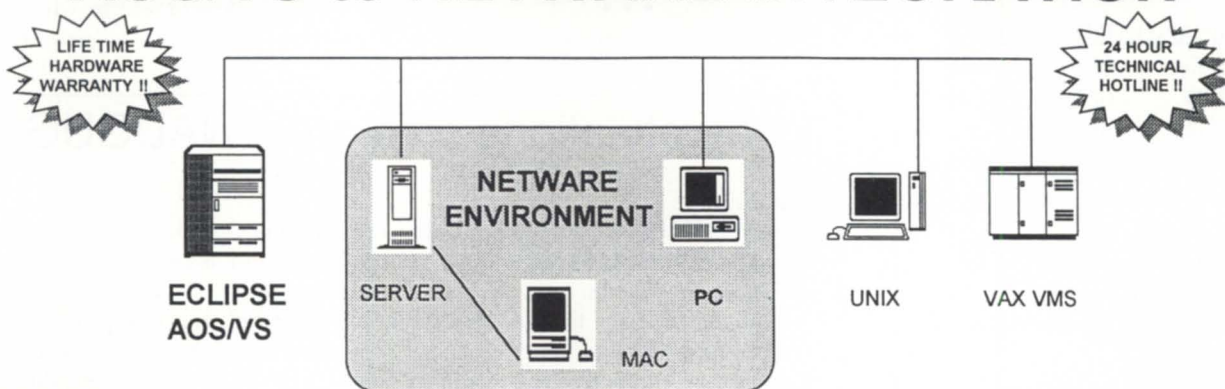 LIFE TIME
HARDWARE
WARRANTY !!
24 HOUR
TECHNICAL
HOTLINE !!
NETWARE
ENVIRONMENT
ECLIPSE
AOS/VS
SERVER
PC
UNIX
VAX VMS
MAC